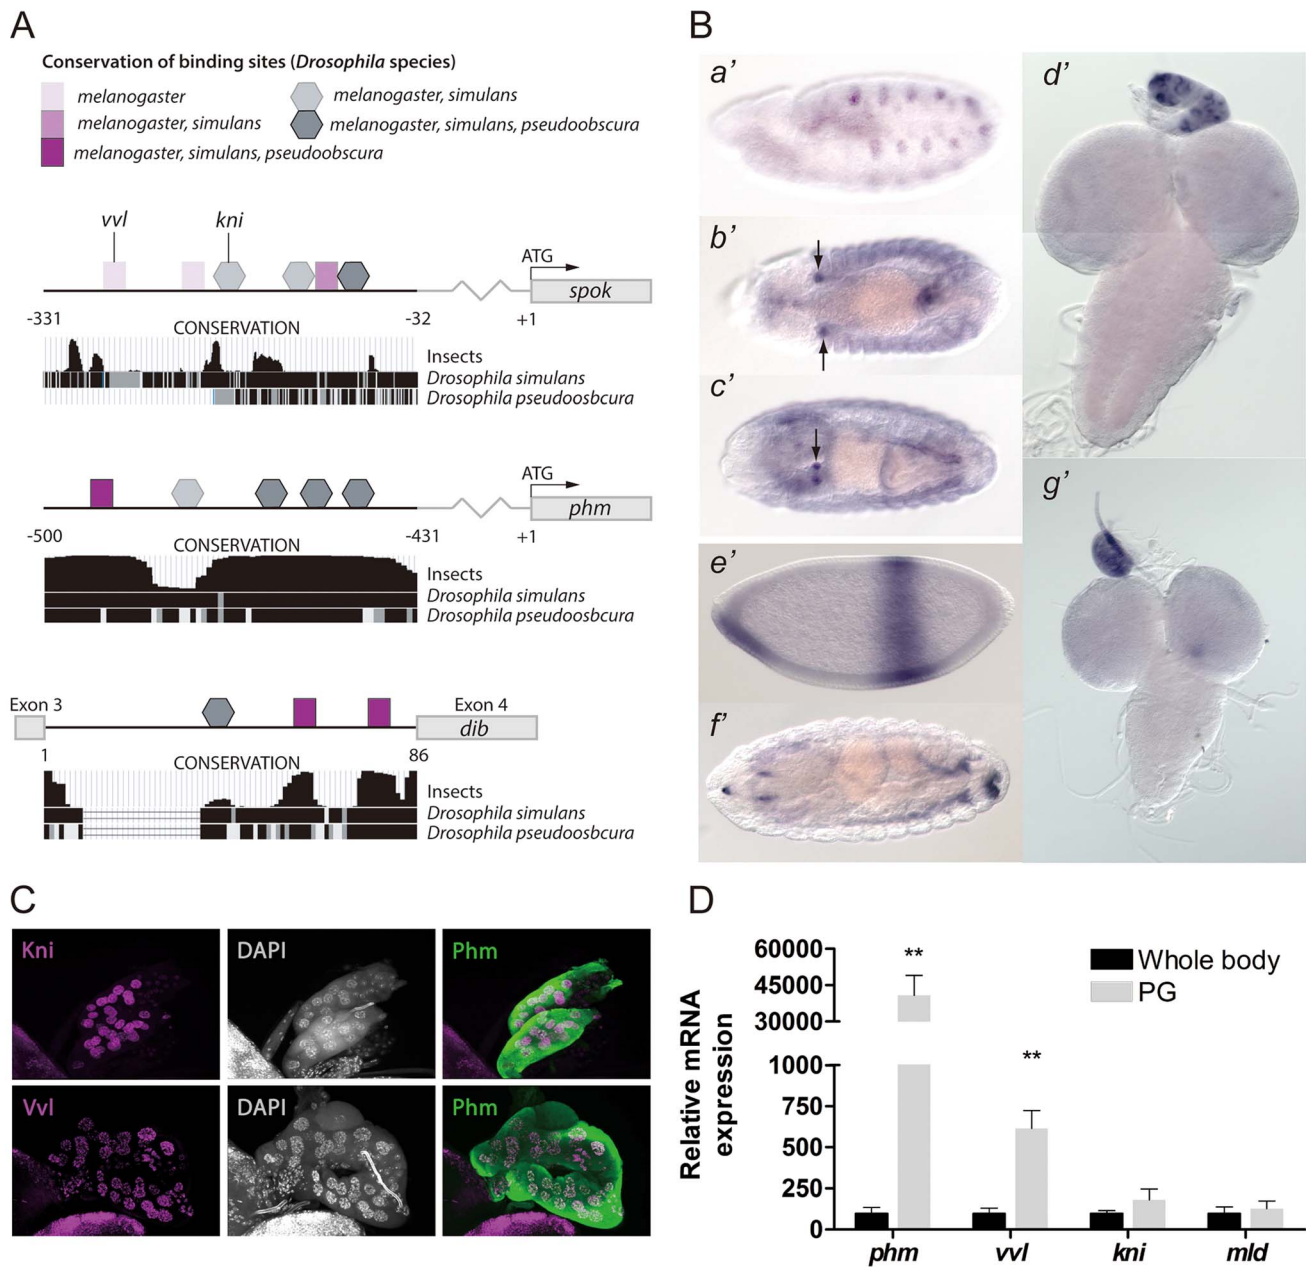 A
Conservation of binding sites (Drosophila species)
melanogaster
melanogaster, simulans
melanogaster, simulans, pseudoobscura
melanogaster, simulans
melanogaster, simulans, pseudoobscura
vvl
kni
ATG
spok
-331
-32
+1
CONSERVATION
Insects
Drosophila simulans
Drosophila pseudoosbcura
ATG
phm
-500
-431
+1
CONSERVATION
Insects
Drosophila simulans
Drosophila pseudoosbcura
Exon 3
Exon 4
dib
1
86
CONSERVATION
Insects
Drosophila simulans
Drosophila pseudoosbcura
B
a’
b’
c’
d’
e’
f’
g’
C
Kni
DAPI
Phm
Vvl
DAPI
Phm
D
Relative mRNA
expression
60000
45000
30000
1000
750
500
250
0
**
**
Whole body
PG
phm
vvl
kni
mld